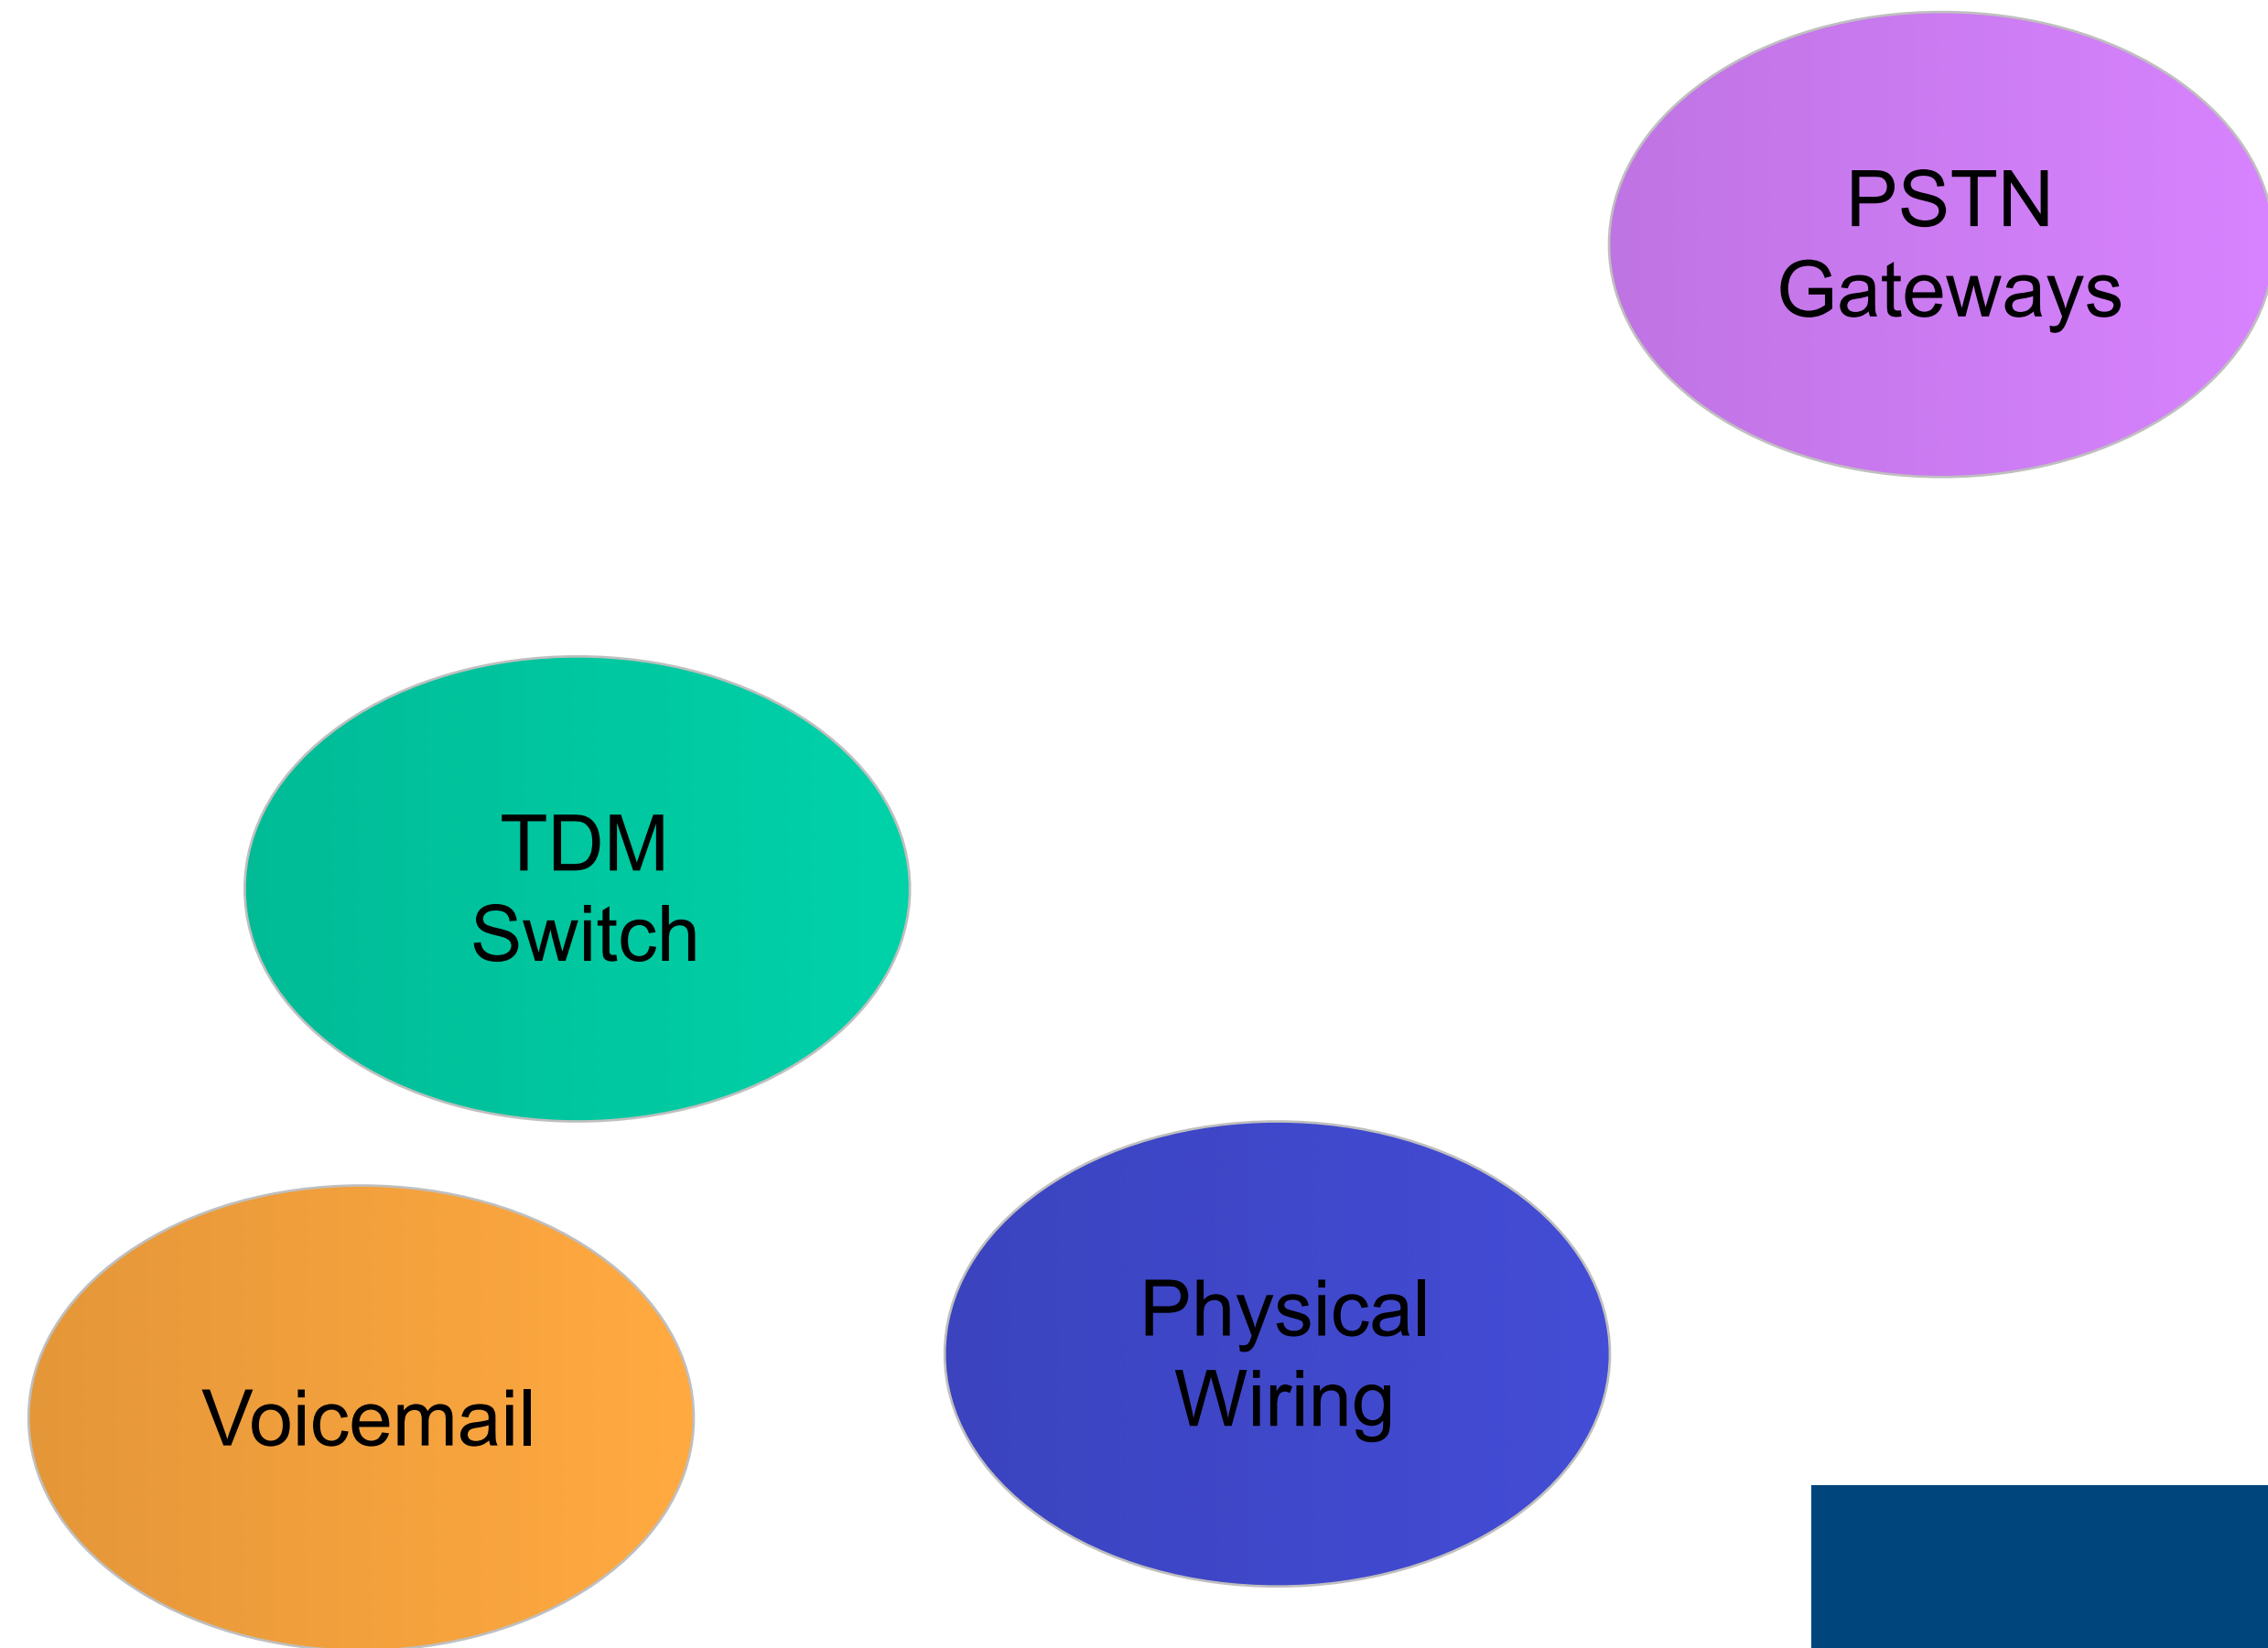 PSTN
Gateways
TDM
Switch
Physical
Wiring
Voicemail